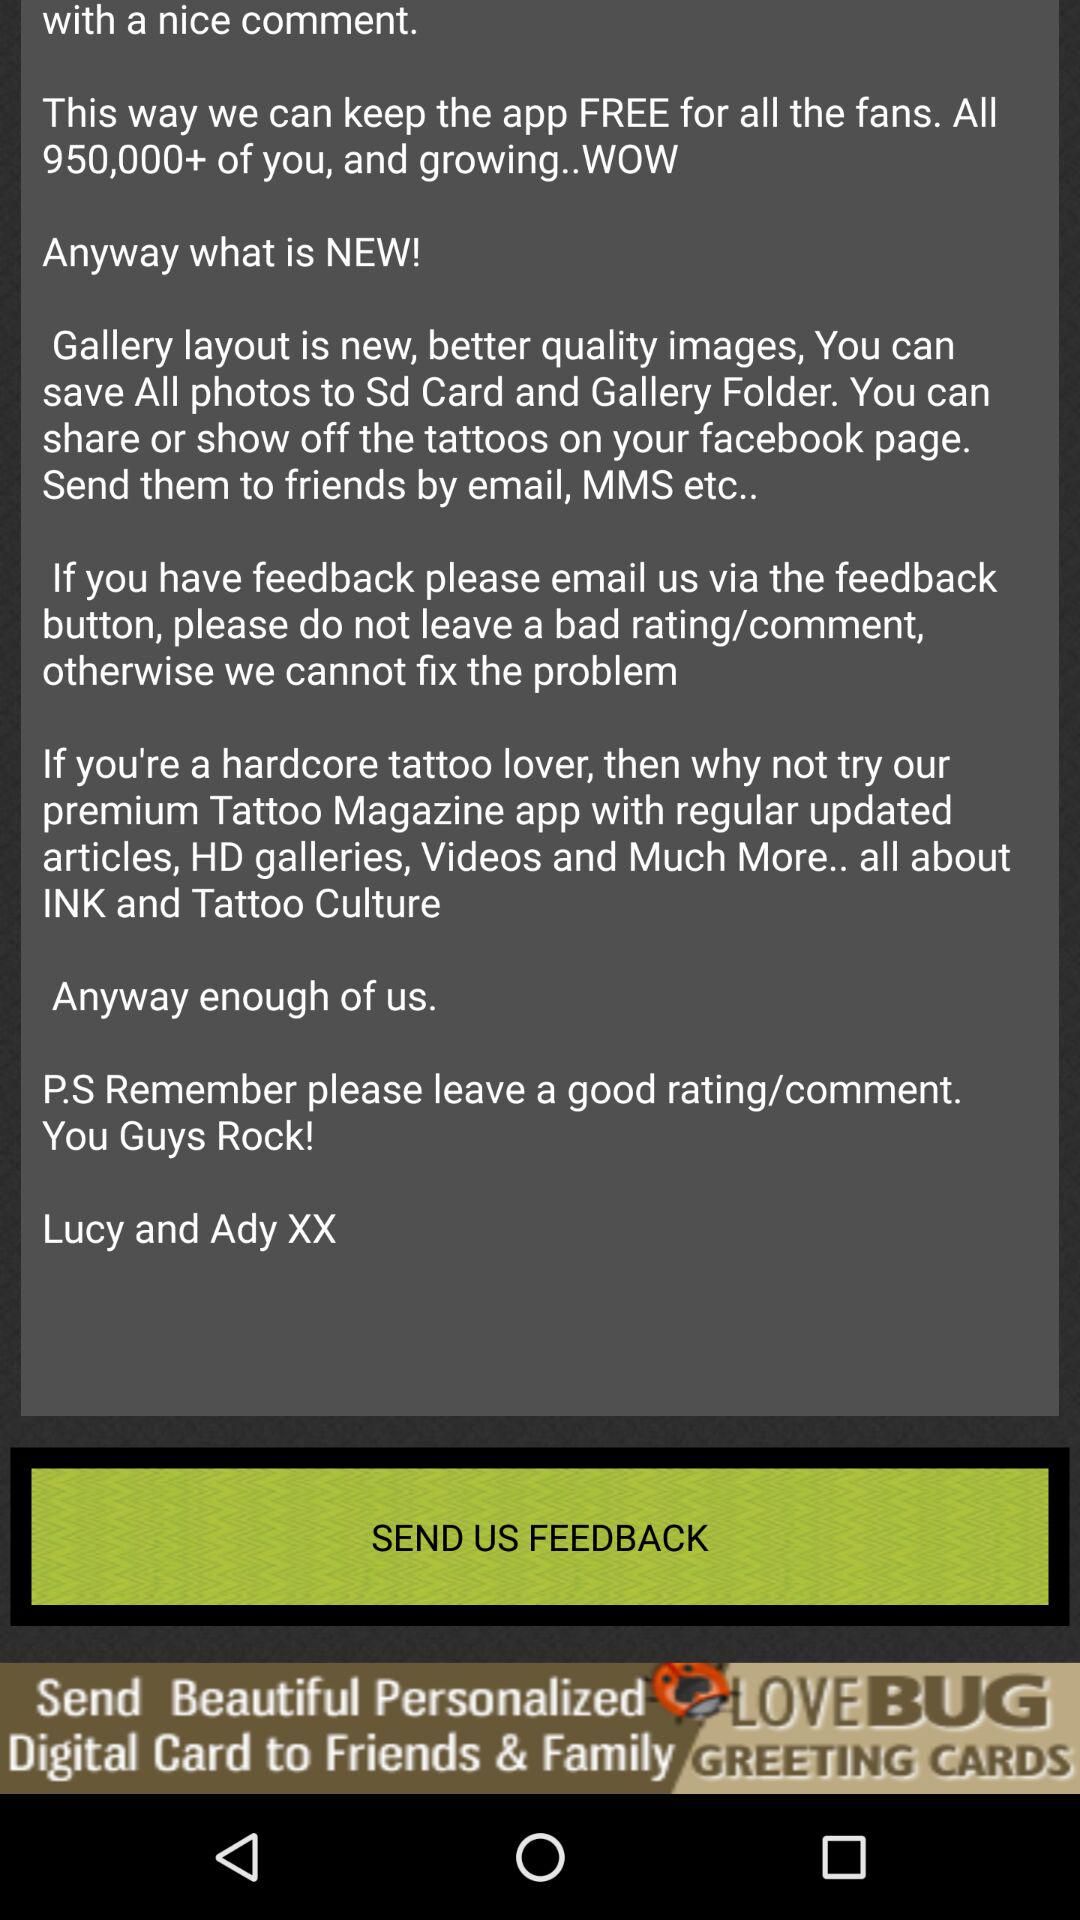 with a nice comment.
This way we can keep the app FREE for all the fans. All
950,000+ of you, and growing..WOW
Anyway what is NEW!
Gallery layout is new, better quality images, You can
save All photos to Sd Card and Gallery Folder. You can
share or show off the tattoos on your facebook page.
Send them to friends by email, MMS etc..
If you have feedback please email us via the feedback
button, please do not leave a bad rating/comment,
otherwise we cannot fix the problem
If you're a hardcore tattoo lover, then why not try our
premium Tattoo Magazine app with regular updated
articles, HD galleries, Videos and Much More.. all about
INK and Tattoo Culture
Anyway enough of us.
P.S Remember please leave a good rating/comment.
You Guys Rock!
Lucy and Ady XX
SEND US FEEDBACK
Send Beautiful Personalized
Digital Card to Friends & Family
LOVEBUG
GREETING CARDS